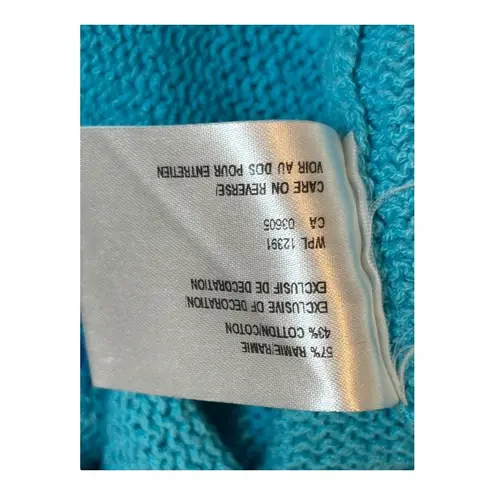 57% RAMIE/RAMIE
43% COTTON/COTON
EXCLUSIVE OF DECORATION
EXCLUSIF DE DECORATION
WPL 12391
CA 03605
CARE ON REVERSE/
VOIR AU DOS POUR ENTRETIEN